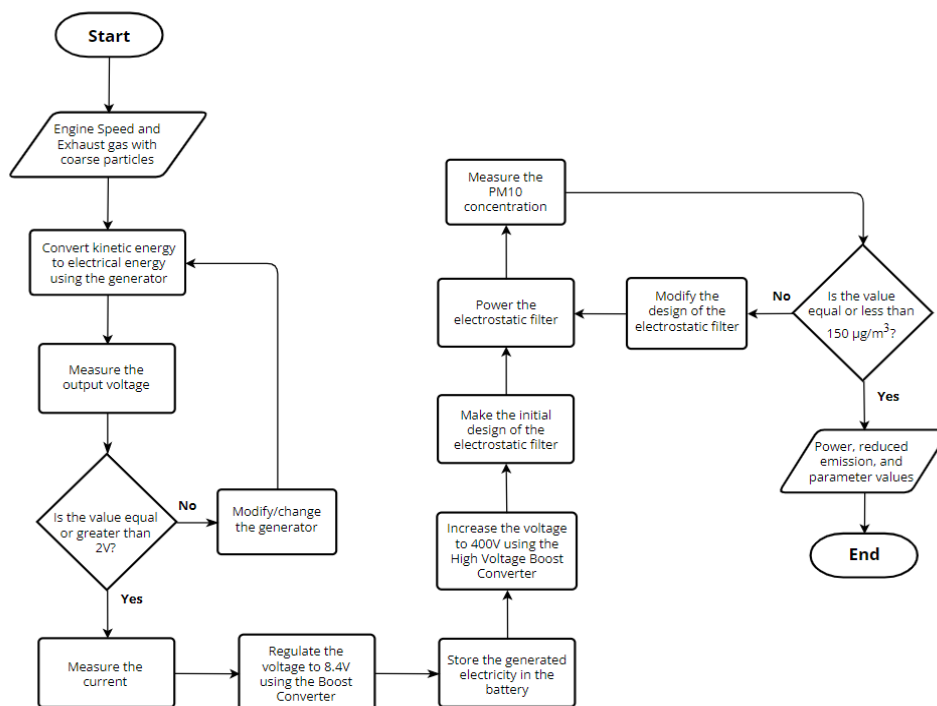 Start
Engine Speed and
Exhaust gas with
coarse particles
Convert kinetic energy
to electrical energy
using the generator
Measure the
output voltage
Is the value equal
or greater than
2V?
No
Modify/change
the generator
Yes
Measure the
current
Regulate the
voltage to 8.4V
using the Boost
Converter
Store the generated
electricity in the
battery
Increase the voltage
to 400V using the
High Voltage Boost
Converter
Make the initial
design of the
electrostatic filter
Power the
electrostatic filter
Measure the
PM10
concentration
Is the value
equal or less than
150 µg/m³?
No
Modify the
design of the
electrostatic filter
Yes
Power, reduced
emission, and
parameter values
End